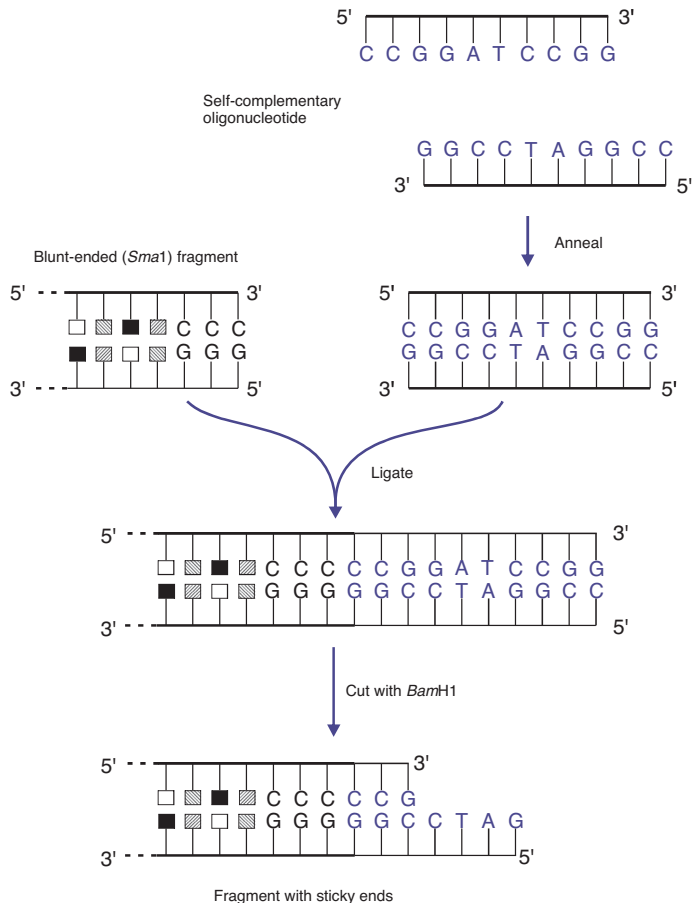 5' 3'
C C G G A T C C G G
Self-complementary
oligonucleotide
G G C C T A G G C C
3' 5'
Anneal
Blunt-ended (Sma1) fragment
5' 3'
C C C
G G G
3' 5'
5' 3'
C C G G A T C C G G
G G C C T A G G C C
3' 5'
Ligate
5' 3'
C C C C C G G A T C C G G
G G G G G C C T A G G C C
3' 5'
Cut with BamH1
5' 3'
C C C C C G
G G G G G C C T A G
3' 5'
Fragment with sticky ends